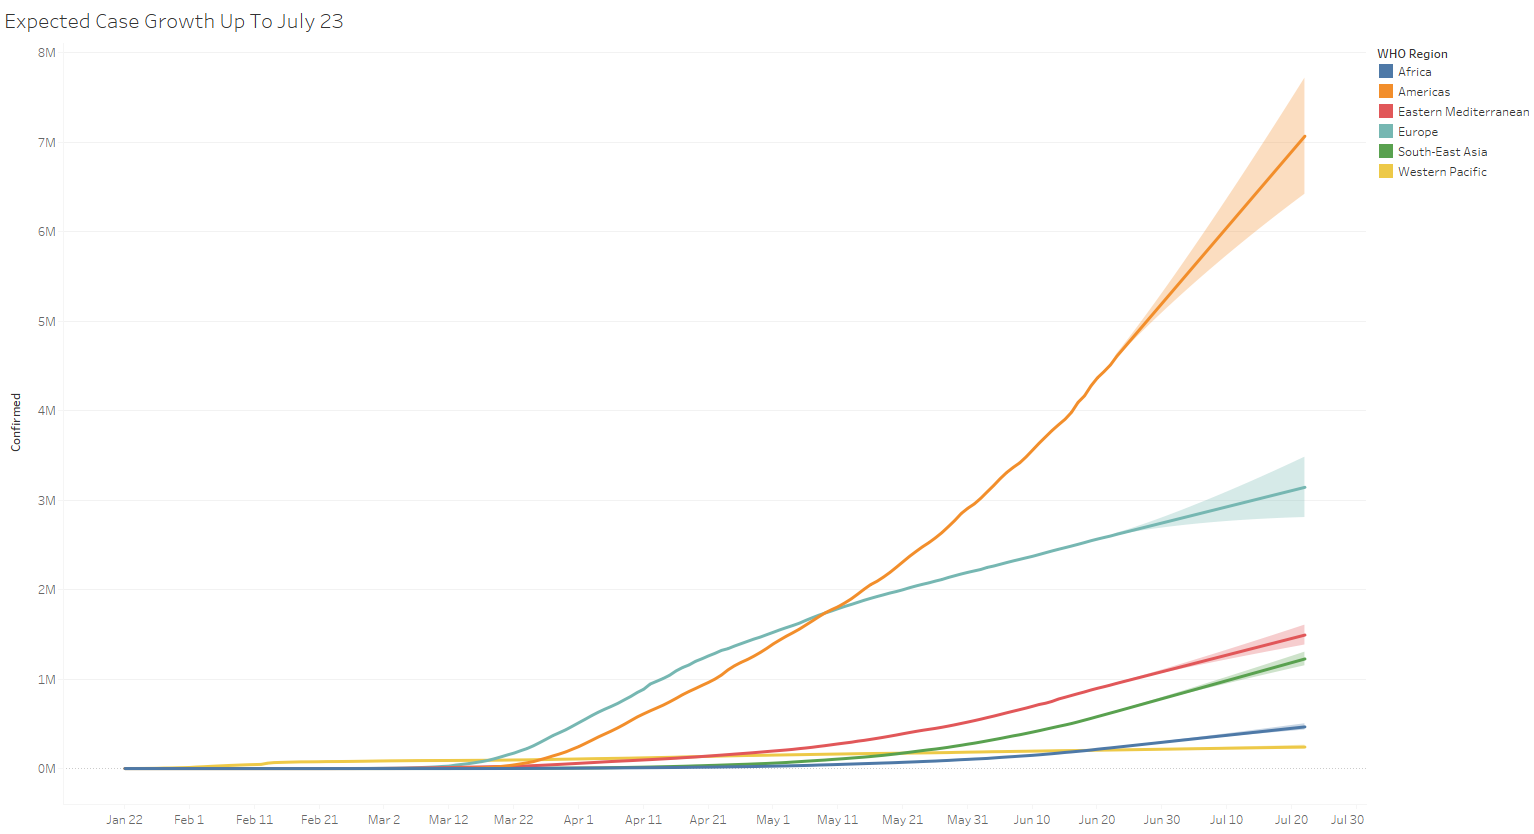 Expected Case Growth Up To July 23
WHO Region
Africa
Americas
Eastern Mediterranean
Europe
South-East Asia
Western Pacific
Confirmed
8M
7M
6M
5M
4M
3M
2M
1M
0M
Jan 22 Feb 1 Feb 11 Feb 21 Mar 2 Mar 12 Mar 22 Apr 1 Apr 11 Apr 21 May 1 May 11 May 21 May 31 Jun 10 Jun 20 Jun 30 Jul 10 Jul 20 Jul 30